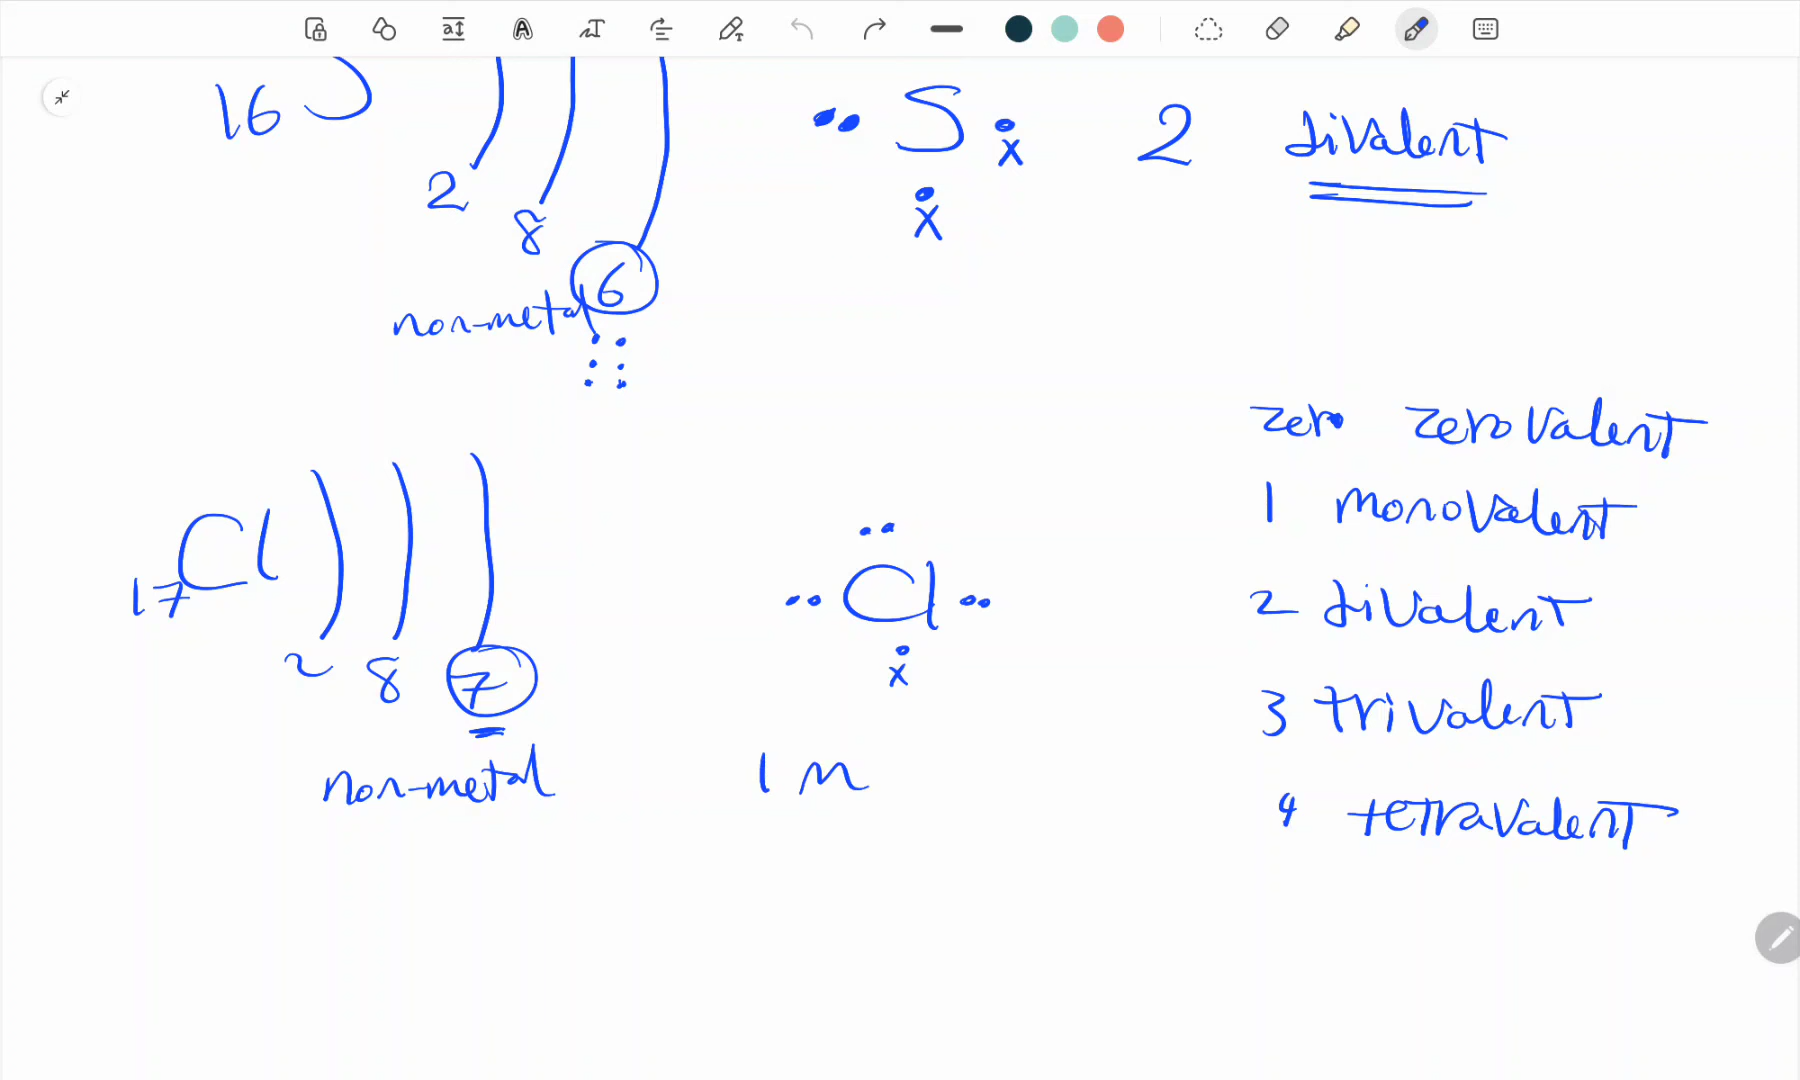 16 S
2 8 6
non-metal
S 2 divalent
x
x
zero zerovalent
1 monovalent
2 divalent
3 trivalent
4 tetravalent
17 Cl
2 8 7
non-metal
Cl
x
1 m